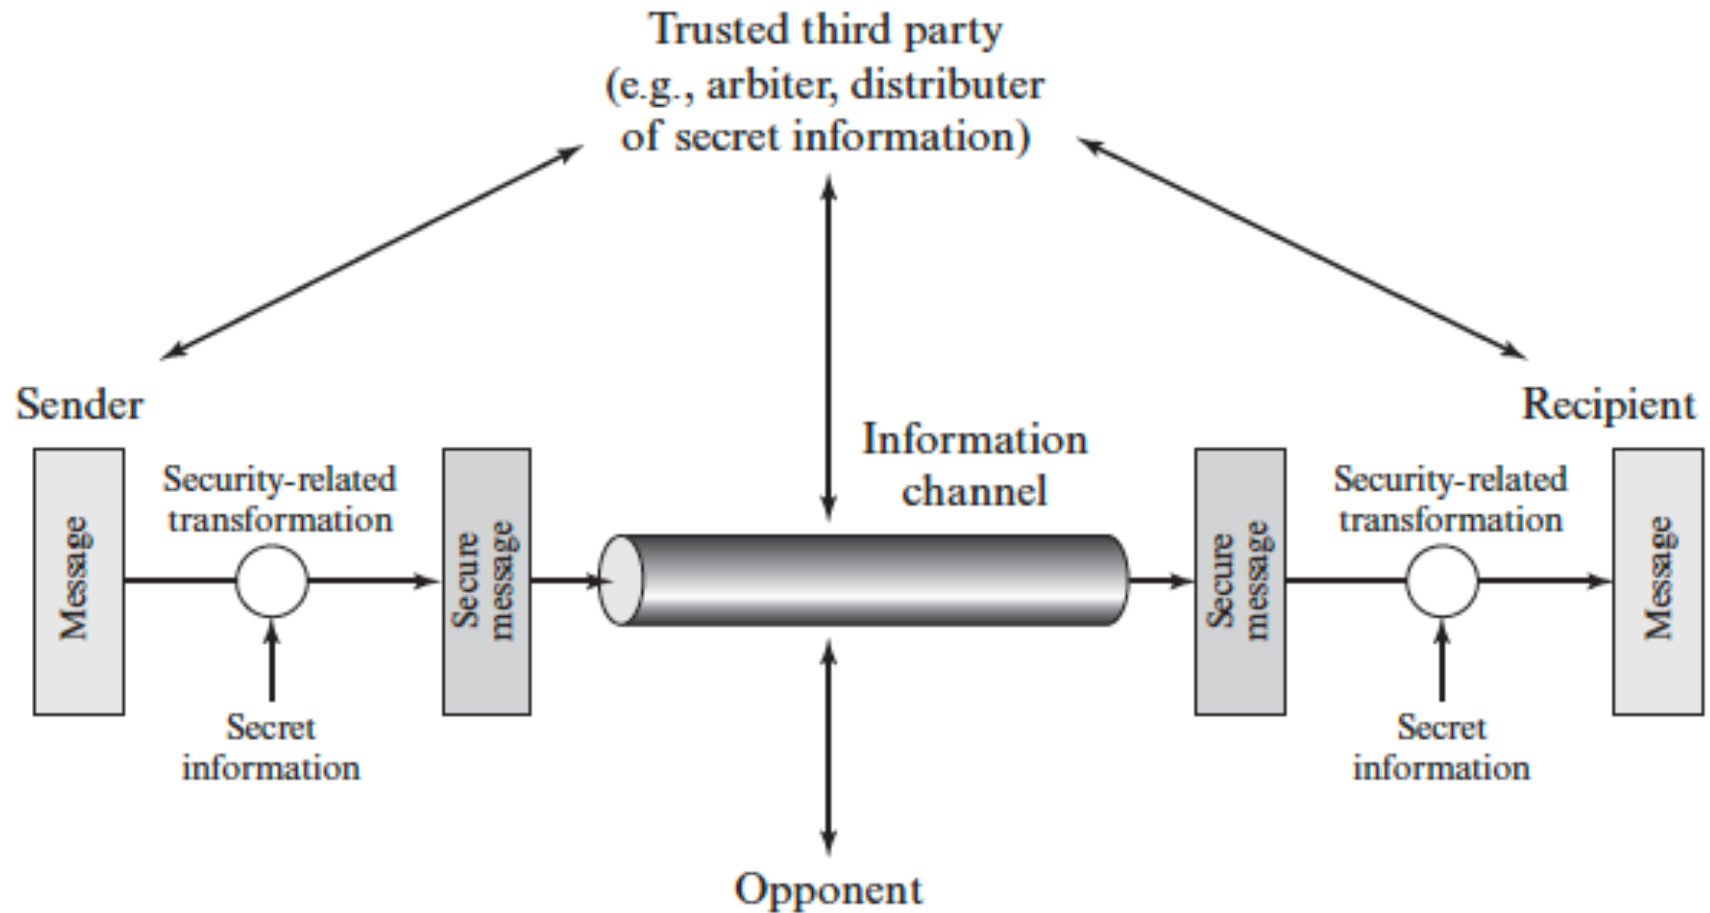 Trusted third party
(e.g., arbiter, distributer
of secret information)
Sender
Recipient
Information
channel
Message
Security-related
transformation
Secret
information
Secure
message
Secure
message
Security-related
transformation
Secret
information
Message
Opponent